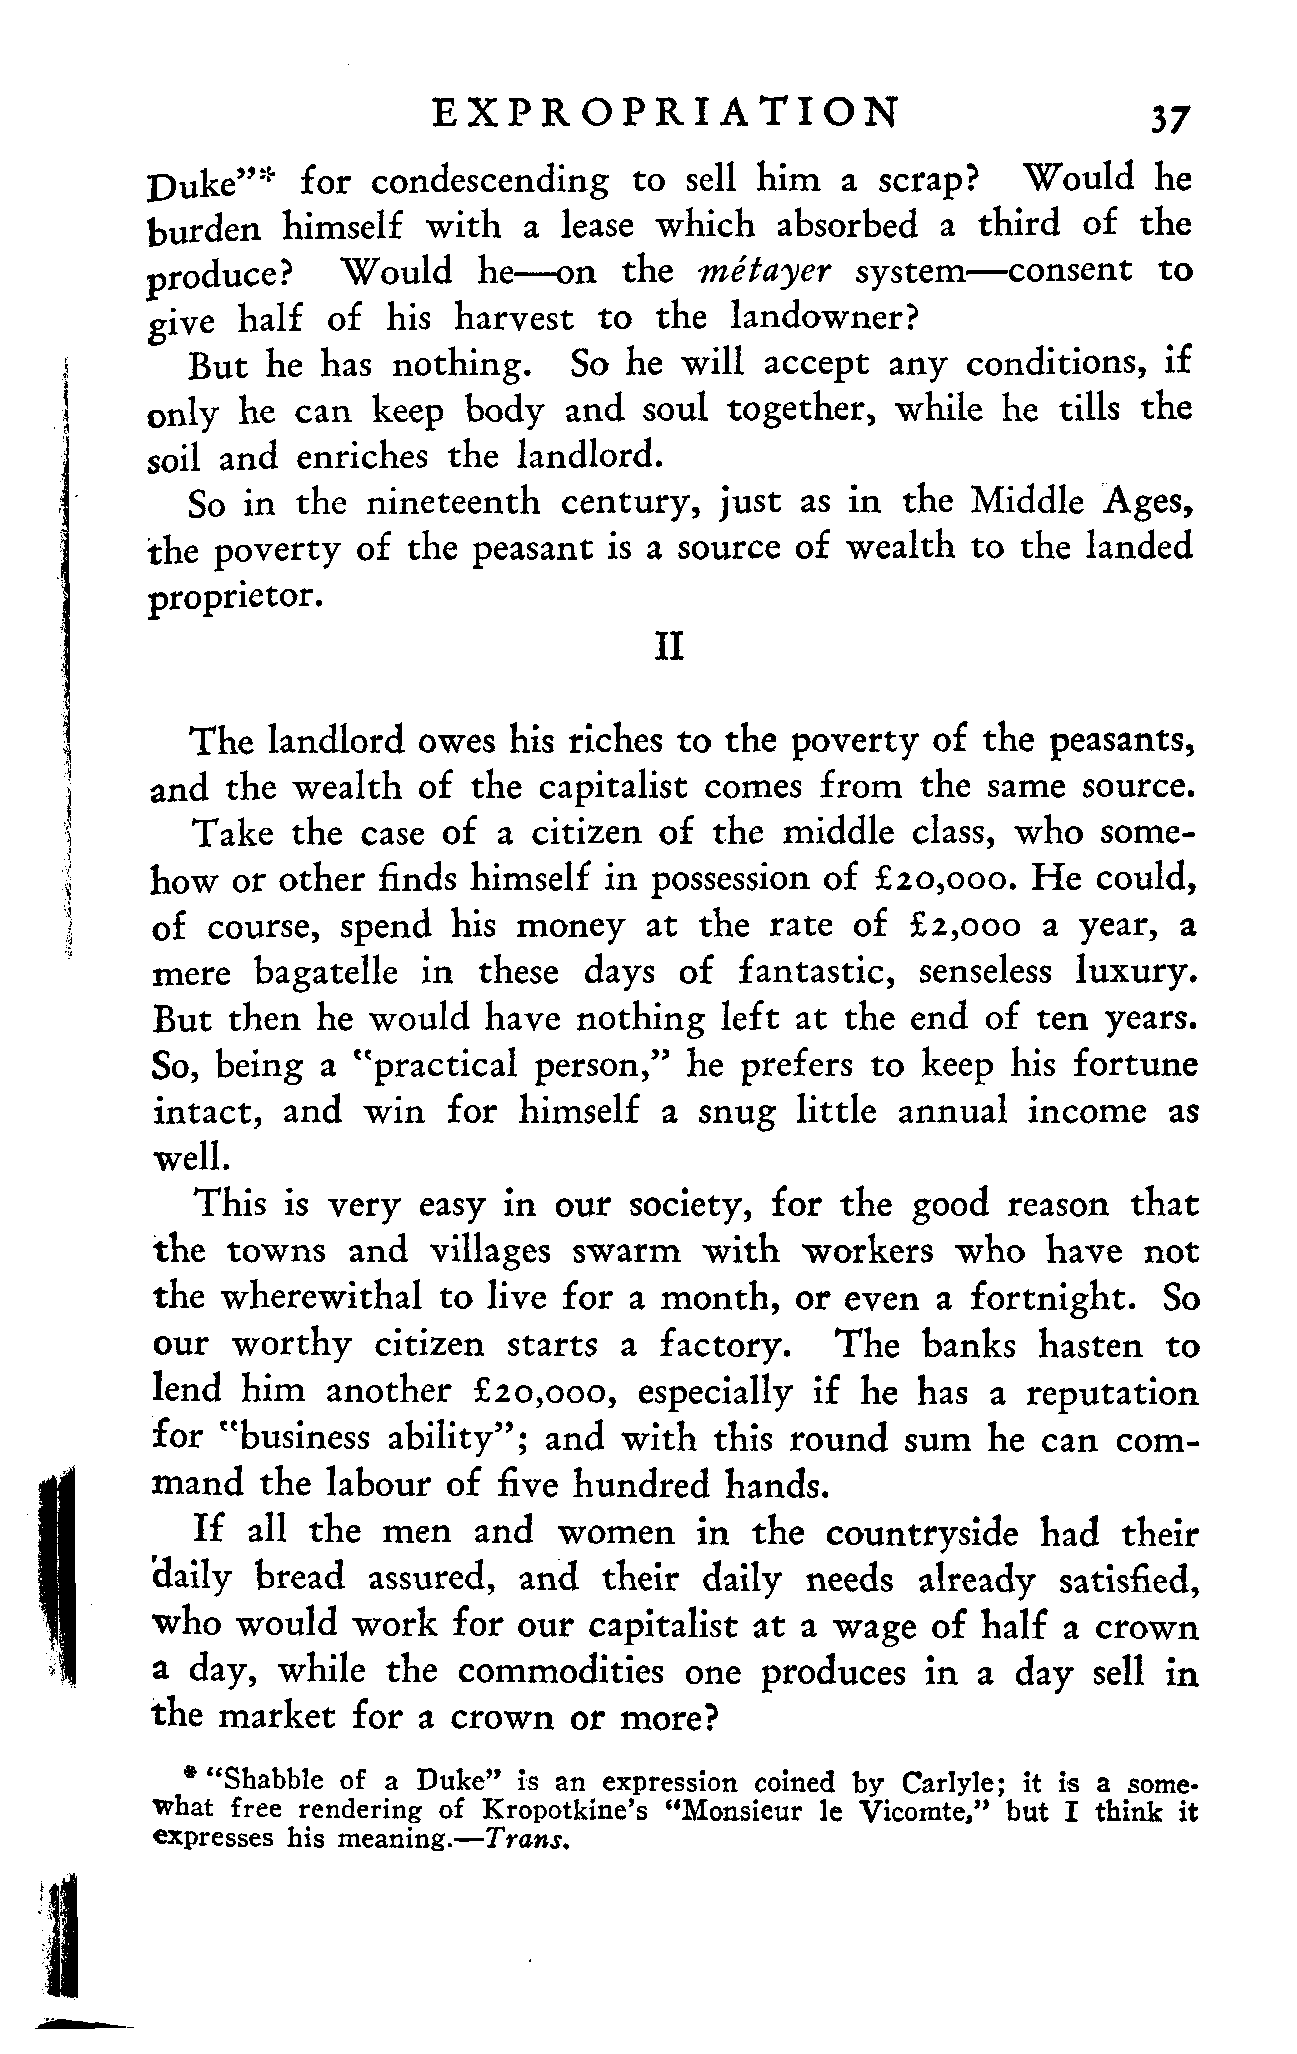 EXPROPRIATION 37
Duke”* for condescending to sell him a scrap? Would he
burden himself with a lease which absorbed a third of the
produce? Would he—on the métayer system—consent to
give half of his harvest to the landowner?
But he has nothing. So he will accept any conditions, if
only he can keep body and soul together, while he tills the
soil and enriches the landlord.
So in the nineteenth century, just as in the Middle Ages,
the poverty of the peasant is a source of wealth to the landed
proprietor.
II
The landlord owes his riches to the poverty of the peasants,
and the wealth of the capitalist comes from the same source.
Take the case of a citizen of the middle class, who some-
how or other finds himself in possession of £20,000. He could,
of course, spend his money at the rate of £2,000 a year, a
mere bagatelle in these days of fantastic, senseless luxury.
But then he would have nothing left at the end of ten years.
So, being a “practical person,” he prefers to keep his fortune
intact, and win for himself a snug little annual income as
well.
This is very easy in our society, for the good reason that
the towns and villages swarm with workers who have not
the wherewithal to live for a month, or even a fortnight. So
our worthy citizen starts a factory. The banks hasten to
lend him another £20,000, especially if he has a reputation
for “business ability”; and with this round sum he can com-
mand the labour of five hundred hands.
If all the men and women in the countryside had their
daily bread assured, and their daily needs already satisfied,
who would work for our capitalist at a wage of half a crown
a day, while the commodities one produces in a day sell in
the market for a crown or more?
* “Shabble of a Duke” is an expression coined by Carlyle; it is a some-
what free rendering of Kropotkine’s “Monsieur le Vicomte,” but I think it
expresses his meaning.—Trans.